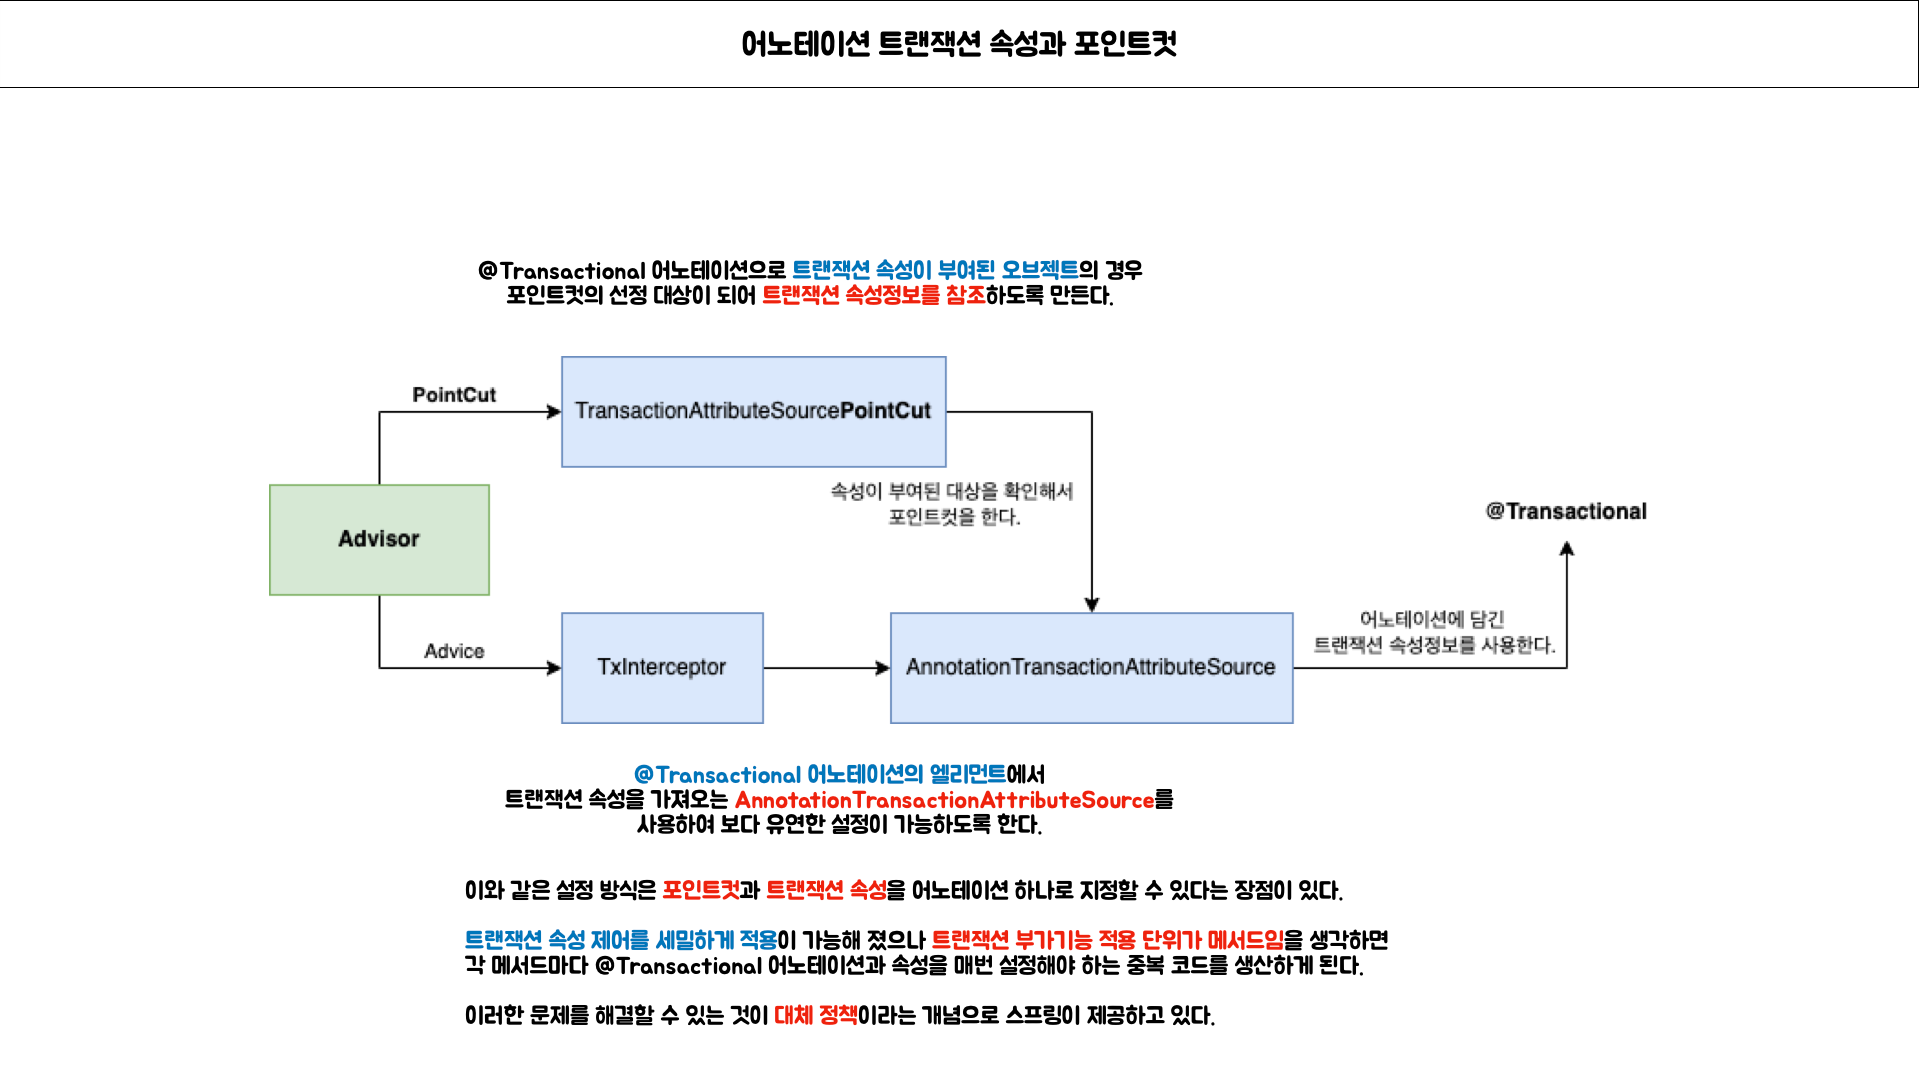 어노테이션 트랜잭션 속성과 포인트컷
@Transactional 어노테이션으로 트랜잭션 속성이 부여된 오브젝트의 경우
포인트컷의 선정 대상이 되어 트랜잭션 속성정보를 참조하도록 만든다.
PointCut
TransactionAttributeSourcePointCut
속성이 부여된 대상을 확인해서
포인트컷을 한다.
@Transactional
Advisor
어노테이션에 담긴
트랜잭션 속성정보를 사용한다.
Advice
TxInterceptor
AnnotationTransactionAttributeSource
@Transactional 어노테이션의 엘리먼트에서
트랜잭션 속성을 가져오는 AnnotationTransactionAttributeSource를
사용하여 보다 유연한 설정이 가능하도록 한다.
이와 같은 설정 방식은 포인트컷과 트랜잭션 속성을 어노테이션 하나로 지정할 수 있다는 장점이 있다.
트랜잭션 속성 제어를 세밀하게 적용이 가능해 졌으나 트랜잭션 부가기능 적용 단위가 메서드임을 생각하면
각 메서드마다 @Transactional 어노테이션과 속성을 매번 설정해야 하는 중복 코드를 생산하게 된다.
이러한 문제를 해결할 수 있는 것이 대체 정책이라는 개념으로 스프링이 제공하고 있다.